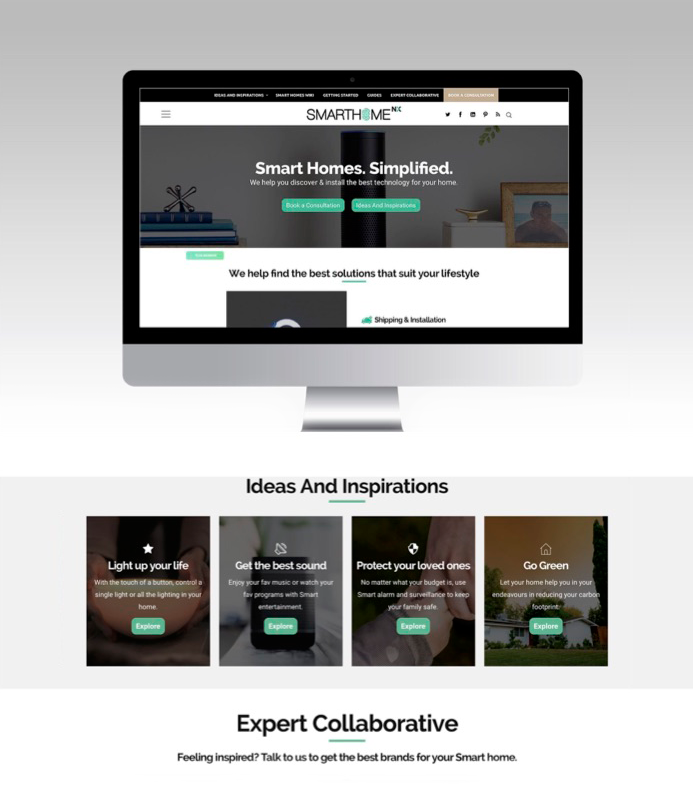 IDEAS AND INSPIRATIONS
SMART HOMES WIKI
GETTING STARTED
GUIDES
EXPERT COLLABORATIVE
BOOK A CONSULTATION
SMARTHOME NX
Smart Homes. Simplified.
We help you discover & install the best technology for your home.
Book a Consultation
Ideas And Inspirations
We help find the best solutions that suit your lifestyle
Shipping & Installation
Ideas And Inspirations
Light up your life
With the touch of a button, control a
single light or all the lighting in your
home.
Explore
Get the best sound
Enjoy your fav music or watch your
fav programs with Smart
entertainment.
Explore
Protect your loved ones
No matter what your budget is, use
Smart alarm and surveillance to keep
your family safe.
Explore
Go Green
Let your home help you in your
endeavours in reducing your carbon
footprint.
Explore
Expert Collaborative
Feeling inspired? Talk to us to get the best brands for your Smart home.